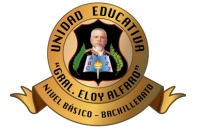 UNIDAD EDUCATIVA
"GRAL. ELOY ALFARO"
NIVEL BÁSICO - BACHILLERATO